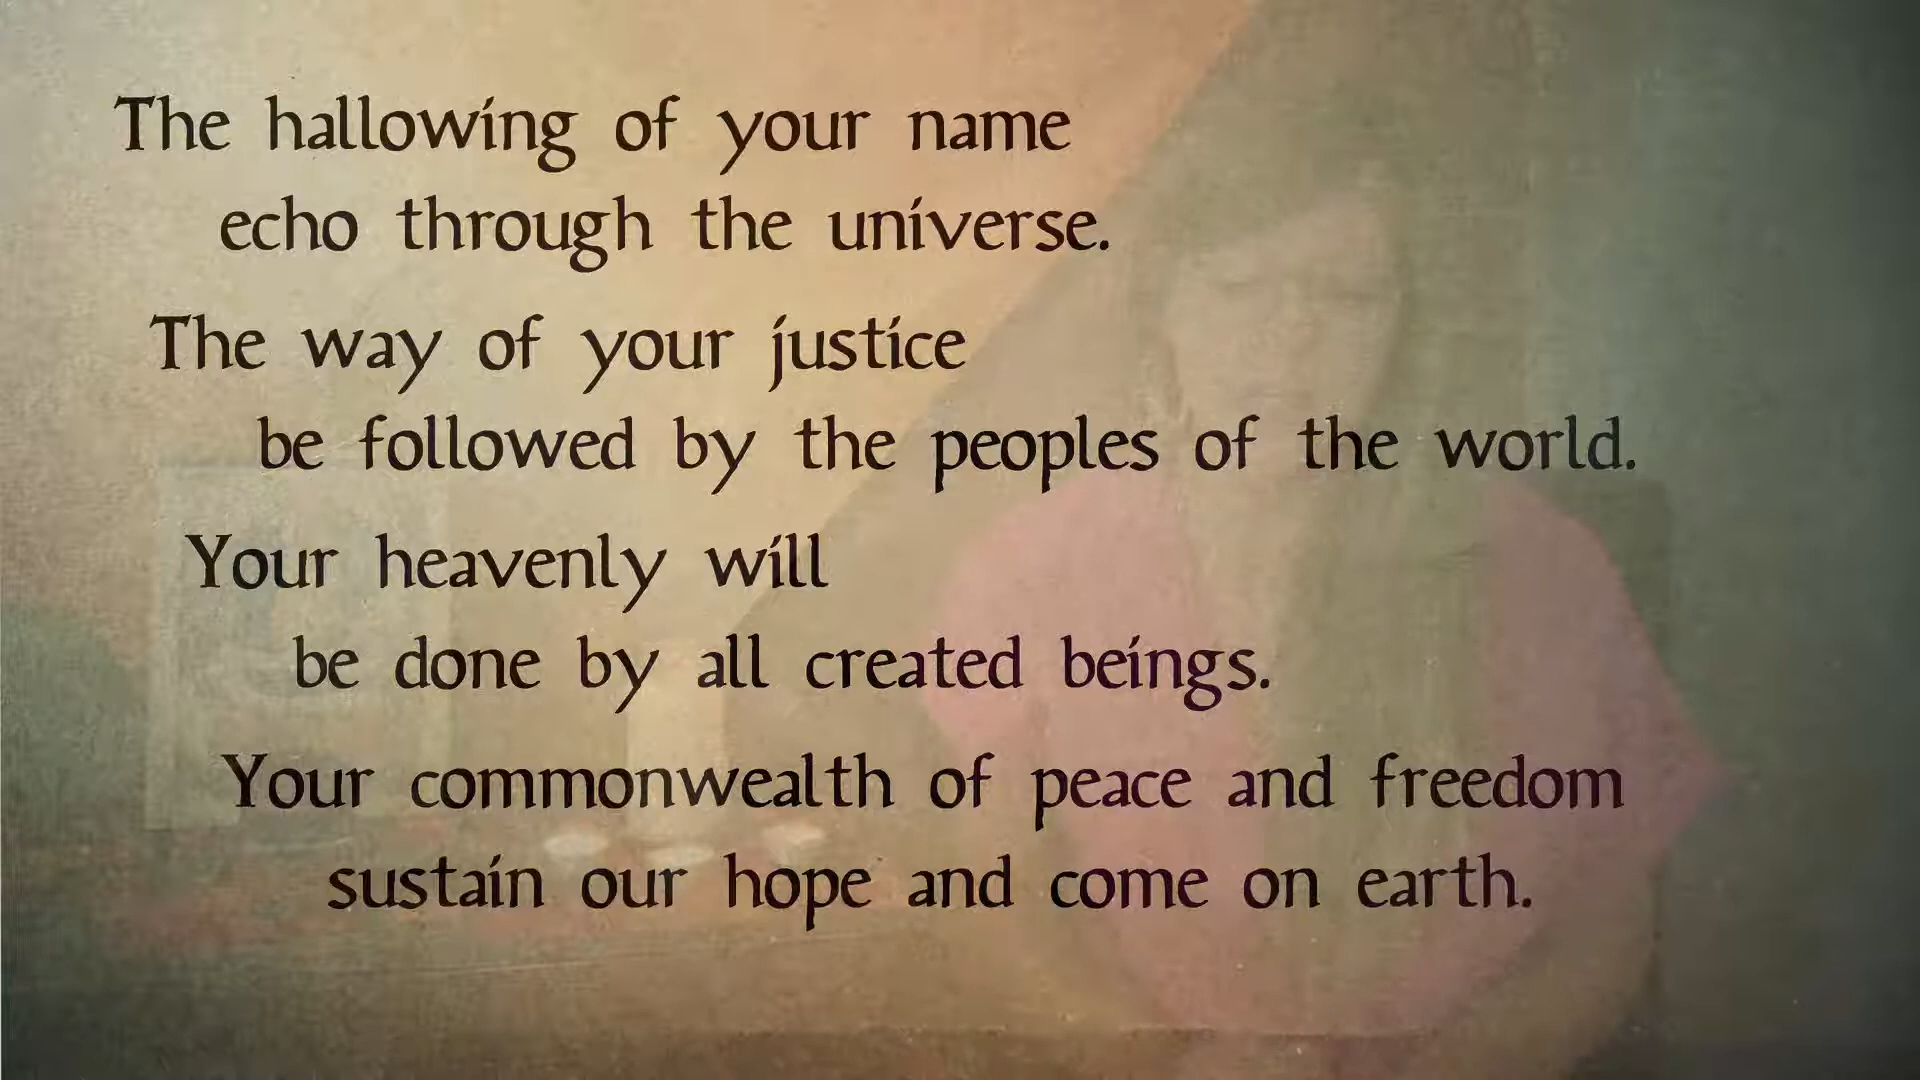 The hallowing of your name
echo through the universe.
The way of your justice
be followed by the peoples of the world.
Your heavenly will
be done by all created beings.
Your commonwealth of peace and freedom
sustain our hope and come on earth.